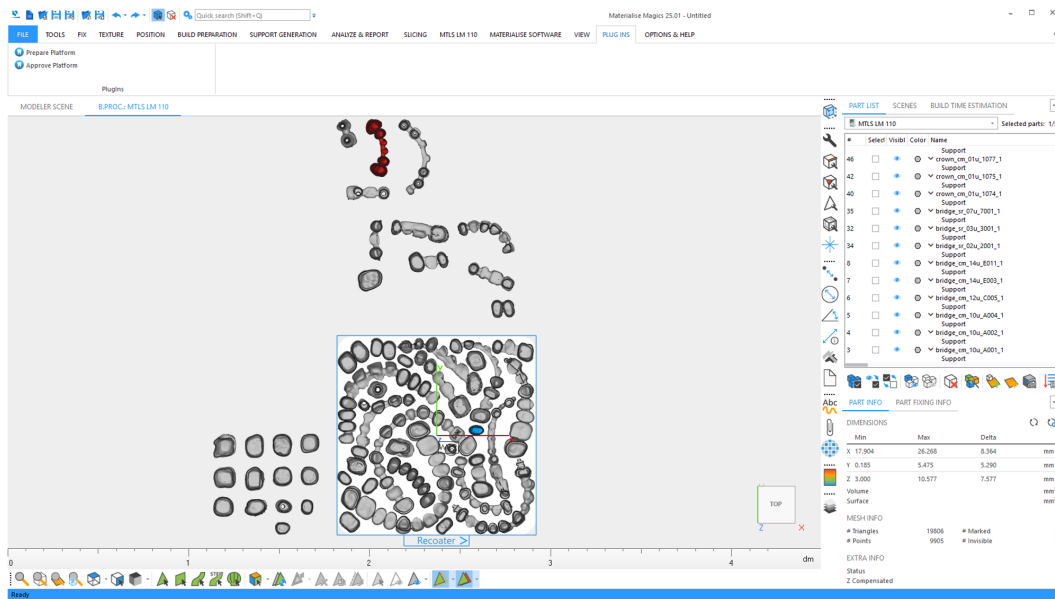 Quick search (Shift+Q)
Materialise Magics 25.01 - Untitled
FILE TOOLS FIX TEXTURE POSITION BUILD PREPARATION SUPPORT GENERATION ANALYZE & REPORT SLICING MTLS LM 110 MATERIALISE SOFTWARE VIEW PLUG INS OPTIONS & HELP
Prepare Platform
Approve Platform
PlugIns
MODELER SCENE B.PROC.: MTLS LM 110
PART LIST SCENES BUILD TIME ESTIMATION
MTLS LM 110 Selected parts: 1/
# Select Visibl Color Name
Support
46 crown_cm_01u_1077_1
Support
42 crown_cm_01u_1075_1
Support
40 crown_cm_01u_1074_1
Support
35 bridge_sr_07u_7001_1
Support
32 bridge_sr_03u_3001_1
Support
34 bridge_sr_02u_2001_1
Support
8 bridge_cm_14u_E011_1
Support
7 bridge_cm_14u_E003_1
Support
6 bridge_cm_12u_C005_1
Support
5 bridge_cm_10u_A004_1
Support
4 bridge_cm_10u_A002_1
Support
3 bridge_cm_10u_A001_1
Support
Abc
PART INFO PART FIXING INFO
DIMENSIONS
Min Max Delta
X 17.904 26.268 8.364 mm
Y 0.185 5.475 5.290 mm
Z 3.000 10.577 7.577 mm
Volume mm
Surface mm
MESH INFO
# Triangles 19806 # Marked
# Points 9905 # Invisible
EXTRA INFO
Status
Z Compensated
TOP
Z X
Recoater >
0 1 2 3 4 dm
STEP
Ready